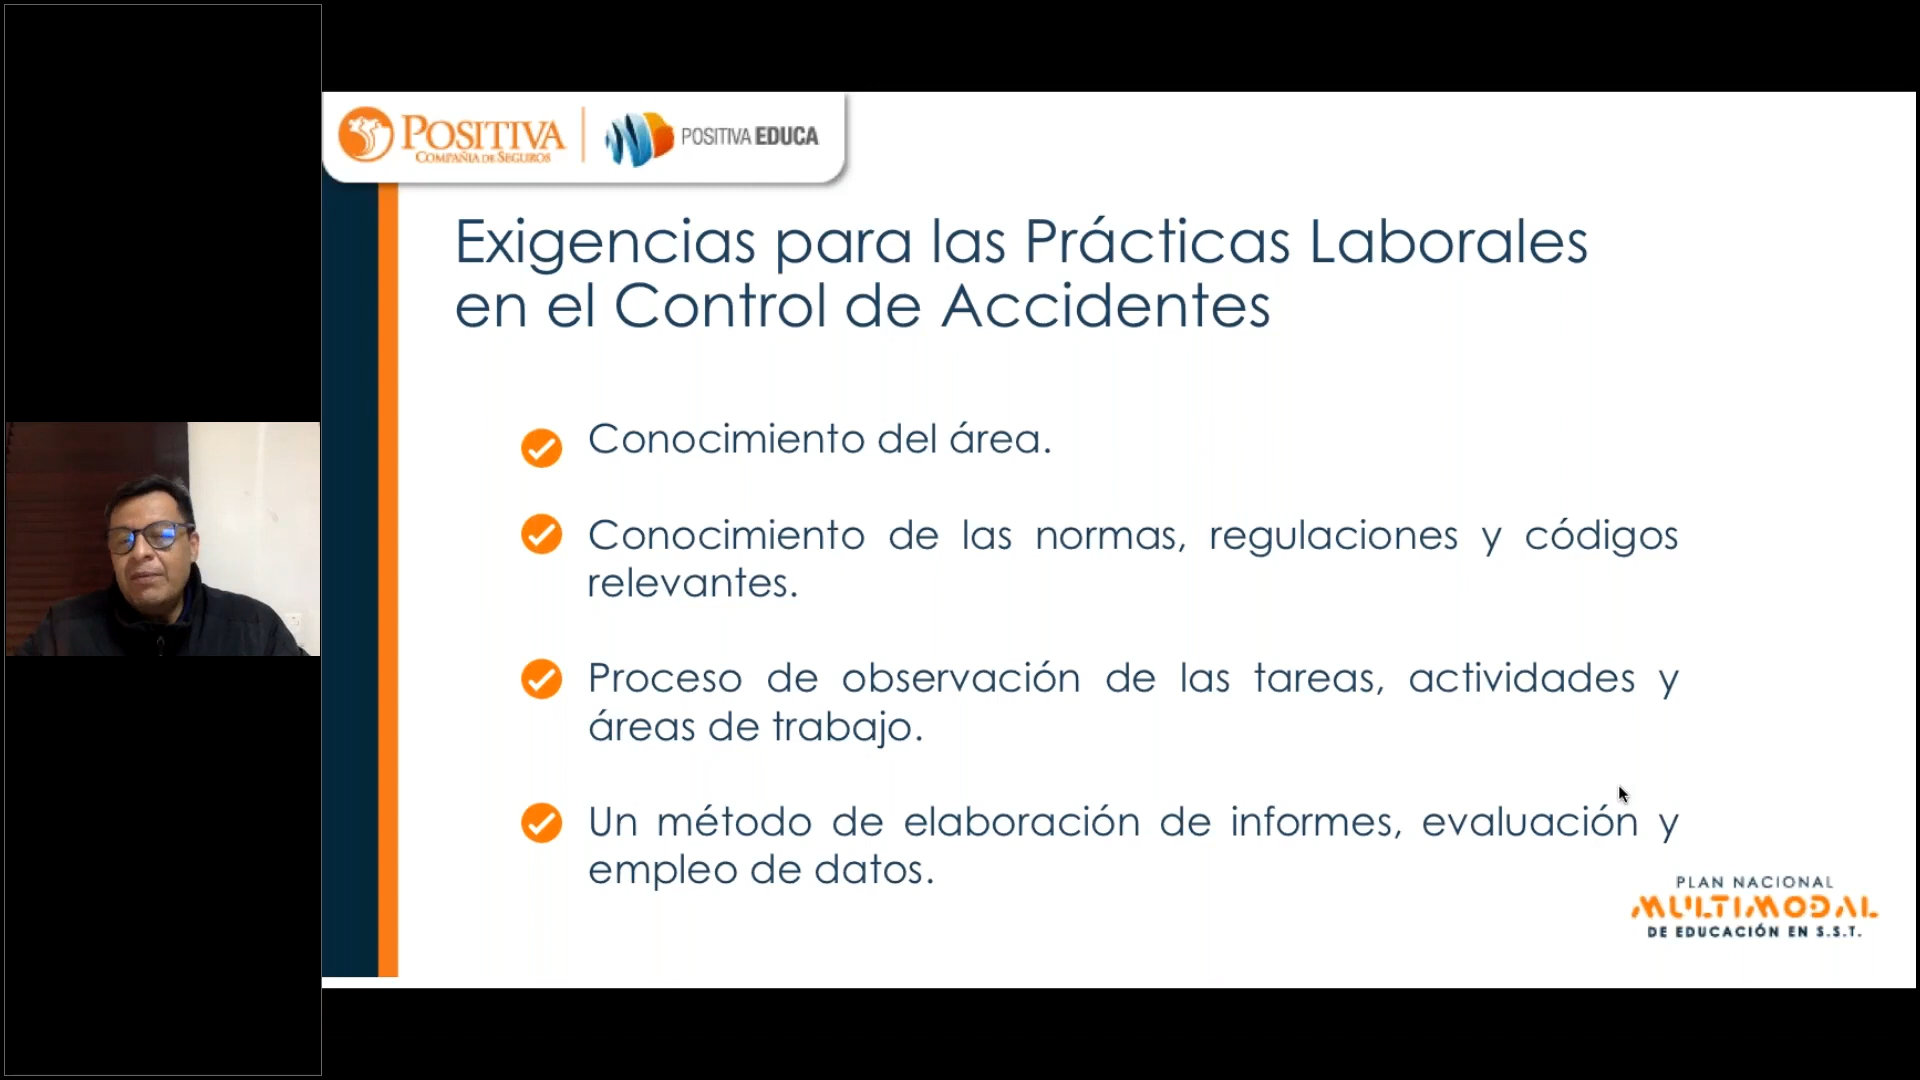 POSITIVA
COMPAÑIA DE SEGUROS
POSITIVA EDUCA
Exigencias para las Prácticas Laborales
en el Control de Accidentes
Conocimiento del área.
Conocimiento de las normas, regulaciones y códigos
relevantes.
Proceso de observación de las tareas, actividades y
áreas de trabajo.
Un método de elaboración de informes, evaluación y
empleo de datos.
PLAN NACIONAL
MULTIMODAL
DE EDUCACIÓN EN S.S.T.